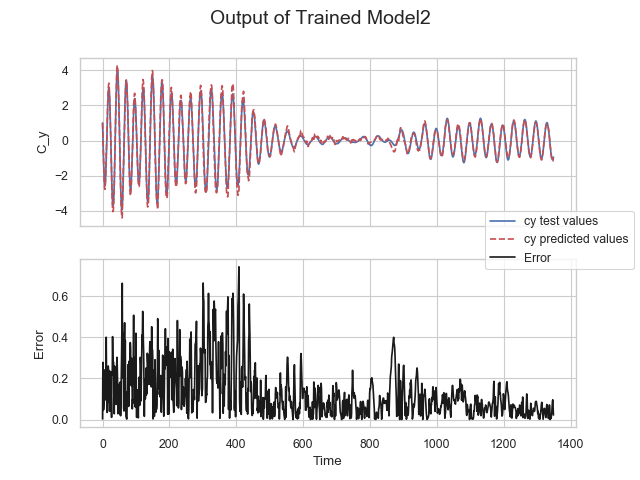 Output of Trained Model2
4
2
0
−2
−4
C_y
cy test values
cy predicted values
Error
0.6
0.4
0.2
0.0
Error
0
200
400
600
800
1000
1200
1400
Time